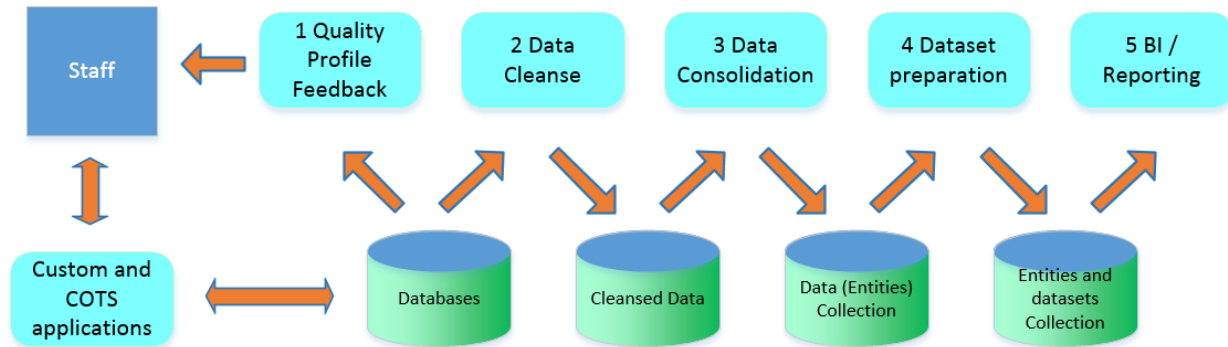 Staff
1 Quality
Profile
Feedback
2 Data
Cleanse
3 Data
Consolidation
4 Dataset
preparation
5 BI /
Reporting
Custom and
COTS
applications
Databases
Cleansed Data
Data (Entities)
Collection
Entities and
datasets
Collection